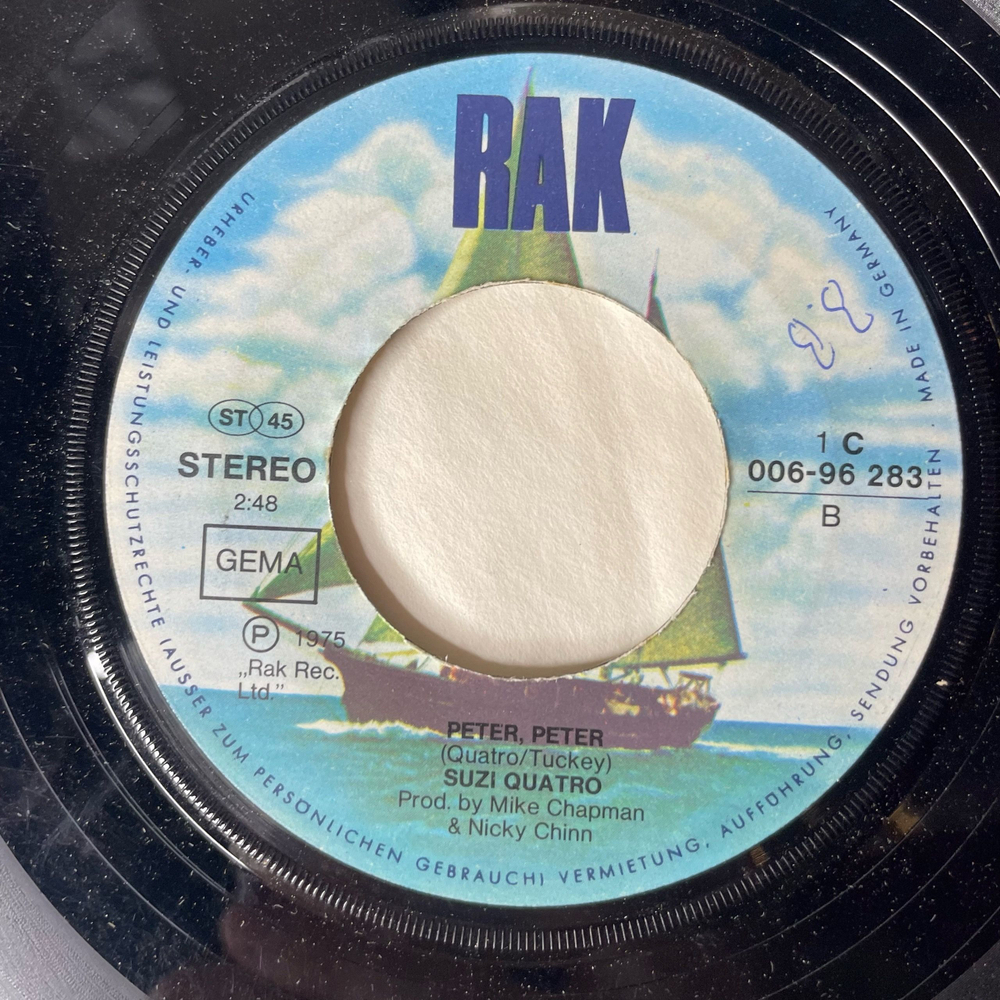 RAK
ST 45
STEREO
2:48
GEMA
Ⓟ 1975
„Rak Rec.
Ltd.”
1 C
006-96 283
B
PETER, PETER
(Quatro/Tuckey)
SUZI QUATRO
Prod. by Mike Chapman
& Nicky Chinn
URHEBER- UND LEISTUNGSSCHUTZRECHTE (AUSSER ZUM PERSÖNLICHEN GEBRAUCH) VERMIETUNG, AUFFÜHRUNG, SENDUNG VORBEHALTEN MADE IN GERMANY